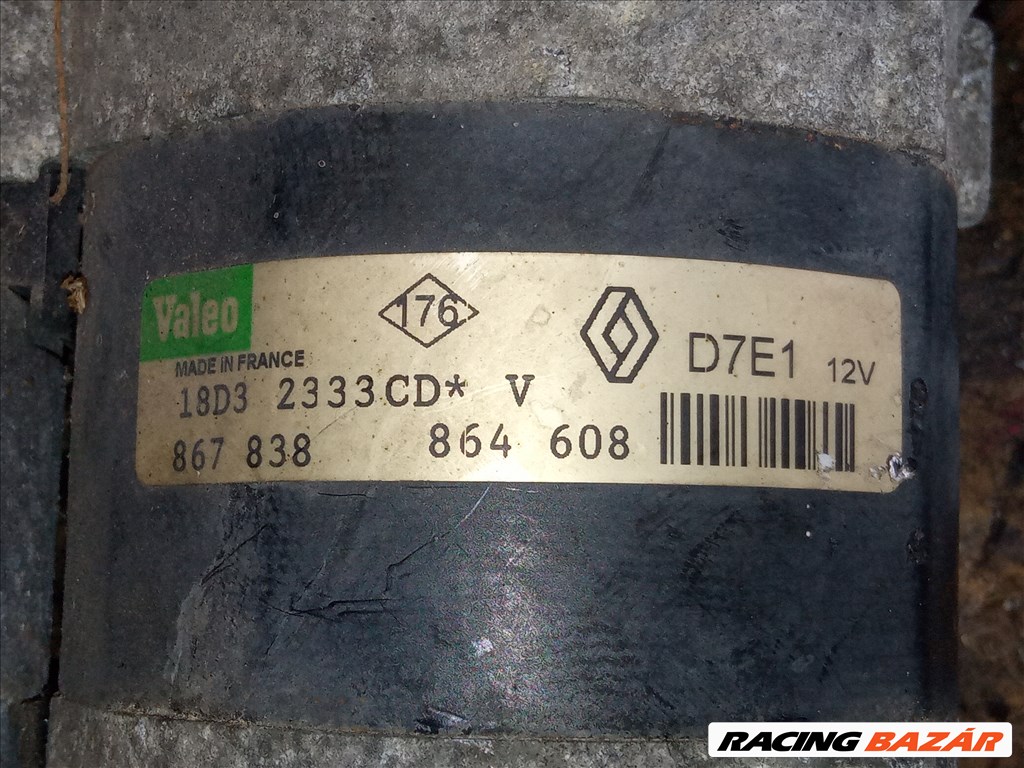 Valeo
176
D7E1 12V
MADE IN FRANCE
18D3 2333CD* V
867 838 864 608
RACING BAZÁR